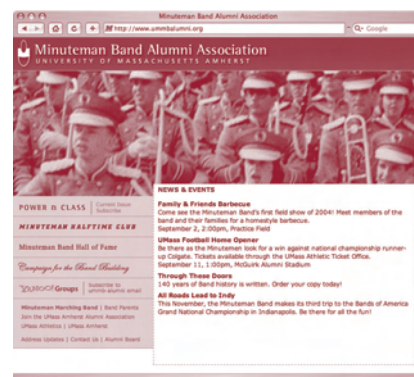 Minuteman Band Alumni Association
http://www.ummbalumni.org
Google
Minuteman Band Alumni Association
UNIVERSITY OF MASSACHUSETTS AMHERST
POWER n CLASS | Current Issue
Subscribe
MINUTEMAN HALFTIME CLUB
Minuteman Band Hall of Fame
Campaign for the Band Building
YAHOO! Groups | Subscribe to
ummb-alumni email
Minuteman Marching Band | Band Parents
Join the UMass Amherst Alumni Association
UMass Athletics | UMass Amherst
Address Updates | Contact Us | Alumni Board
NEWS & EVENTS
Family & Friends Barbecue
Come see the Minuteman Band's first field show of 2004! Meet members of the
band and their families for a homestyle barbecue.
September 2, 2:00pm, Practice Field
UMass Football Home Opener
Be there as the Minutemen look for a win against national championship runner-
up Colgate. Tickets available through the UMass Athletic Ticket Office.
September 11, 1:00pm, McGuirk Alumni Stadium
Through These Doors
140 years of Band history is written. Order your copy today!
All Roads Lead to Indy
This November, the Minuteman Band makes its third trip to the Bands of America
Grand National Championship in Indianapolis. Be there for all the fun!